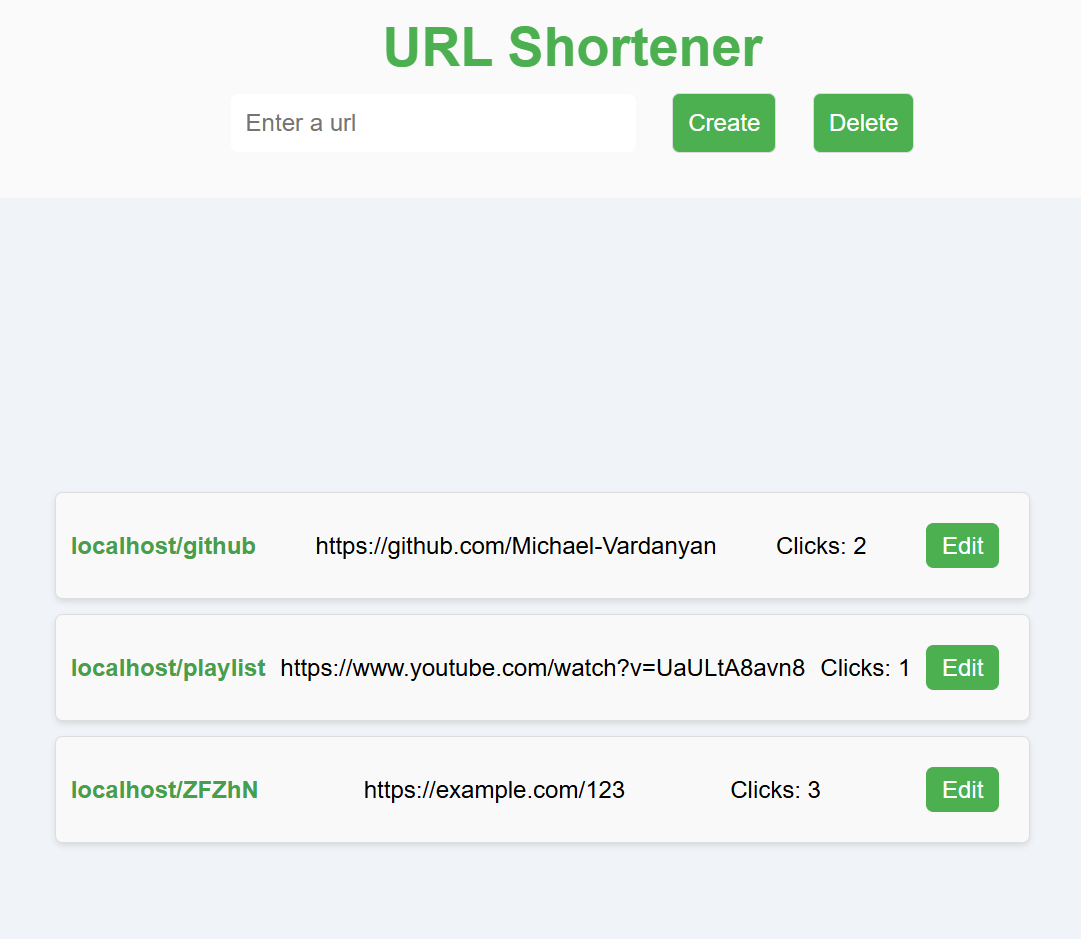 URL Shortener
Enter a url Create Delete
localhost/github https://github.com/Michael-Vardanyan Clicks: 2 Edit
localhost/playlist https://www.youtube.com/watch?v=UaULtA8avn8 Clicks: 1 Edit
localhost/ZFZhN https://example.com/123 Clicks: 3 Edit